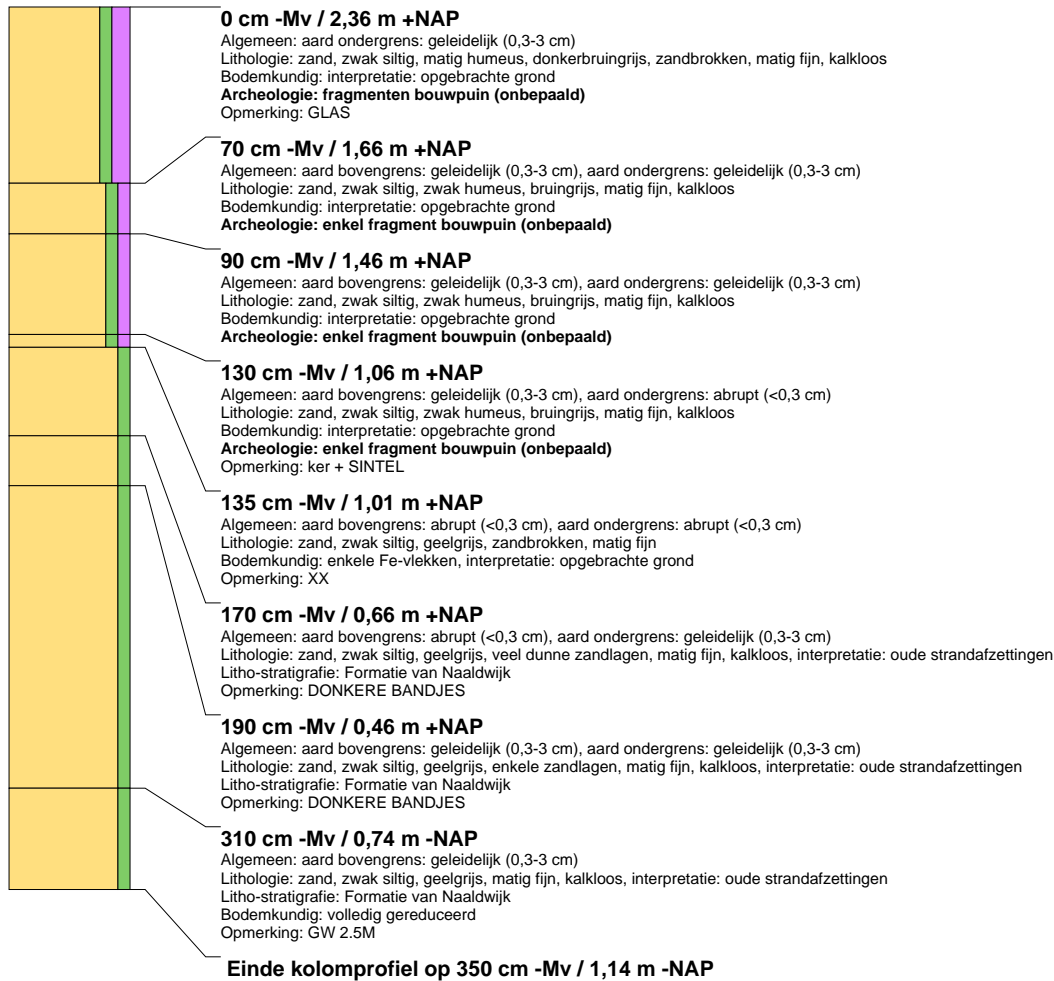 0 cm -Mv / 2,36 m +NAP
Algemeen: aard ondergrens: geleidelijk (0,3-3 cm)
Lithologie: zand, zwak siltig, matig humeus, donkerbruingrijs, zandbrokken, matig fijn, kalkloos
Bodemkundig: interpretatie: opgebrachte grond
Archeologie: fragmenten bouwpuin (onbepaald)
Opmerking: GLAS
70 cm -Mv / 1,66 m +NAP
Algemeen: aard bovengrens: geleidelijk (0,3-3 cm), aard ondergrens: geleidelijk (0,3-3 cm)
Lithologie: zand, zwak siltig, zwak humeus, bruingrijs, matig fijn, kalkloos
Bodemkundig: interpretatie: opgebrachte grond
Archeologie: enkel fragment bouwpuin (onbepaald)
90 cm -Mv / 1,46 m +NAP
Algemeen: aard bovengrens: geleidelijk (0,3-3 cm), aard ondergrens: geleidelijk (0,3-3 cm)
Lithologie: zand, zwak siltig, zwak humeus, bruingrijs, matig fijn, kalkloos
Bodemkundig: interpretatie: opgebrachte grond
Archeologie: enkel fragment bouwpuin (onbepaald)
130 cm -Mv / 1,06 m +NAP
Algemeen: aard bovengrens: geleidelijk (0,3-3 cm), aard ondergrens: abrupt (<0,3 cm)
Lithologie: zand, zwak siltig, zwak humeus, bruingrijs, matig fijn, kalkloos
Bodemkundig: interpretatie: opgebrachte grond
Archeologie: enkel fragment bouwpuin (onbepaald)
Opmerking: ker + SINTEL
135 cm -Mv / 1,01 m +NAP
Algemeen: aard bovengrens: abrupt (<0,3 cm), aard ondergrens: abrupt (<0,3 cm)
Lithologie: zand, zwak siltig, geelgrijs, zandbrokken, matig fijn
Bodemkundig: enkele Fe-vlekken, interpretatie: opgebrachte grond
Opmerking: XX
170 cm -Mv / 0,66 m +NAP
Algemeen: aard bovengrens: abrupt (<0,3 cm), aard ondergrens: geleidelijk (0,3-3 cm)
Lithologie: zand, zwak siltig, geelgrijs, veel dunne zandlagen, matig fijn, kalkloos, interpretatie: oude strandafzettingen
Litho-stratigrafie: Formatie van Naaldwijk
Opmerking: DONKERE BANDJES
190 cm -Mv / 0,46 m +NAP
Algemeen: aard bovengrens: geleidelijk (0,3-3 cm), aard ondergrens: geleidelijk (0,3-3 cm)
Lithologie: zand, zwak siltig, geelgrijs, enkele zandlagen, matig fijn, kalkloos, interpretatie: oude strandafzettingen
Litho-stratigrafie: Formatie van Naaldwijk
Opmerking: DONKERE BANDJES
310 cm -Mv / 0,74 m -NAP
Algemeen: aard bovengrens: geleidelijk (0,3-3 cm)
Lithologie: zand, zwak siltig, geelgrijs, matig fijn, kalkloos, interpretatie: oude strandafzettingen
Litho-stratigrafie: Formatie van Naaldwijk
Bodemkundig: volledig gereduceerd
Opmerking: GW 2.5M
Einde kolomprofiel op 350 cm -Mv / 1,14 m -NAP